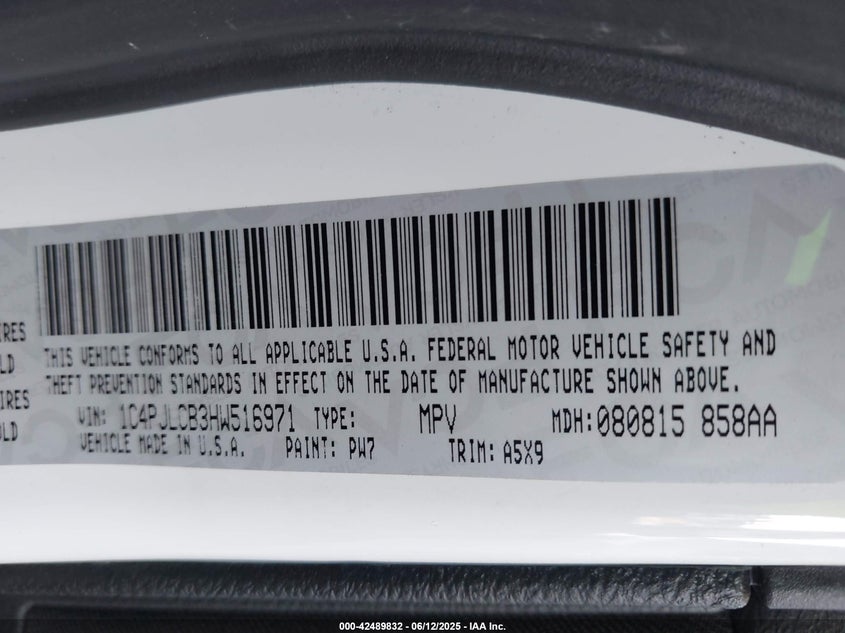 IRES
LD
IRES
OLD
THIS VEHICLE CONFORMS TO ALL APPLICABLE U.S.A. FEDERAL MOTOR VEHICLE SAFETY AND
THEFT PREVENTION STANDARDS IN EFFECT ON THE DATE OF MANUFACTURE SHOWN ABOVE.
VIN: 1C4PJLCB3HW516971 TYPE: MPV MDH: 080815 858AA
VEHICLE MADE IN U.S.A. PAINT: PW7 TRIM: A5X9
000-42489832 - 06/12/2025 - IAA Inc.